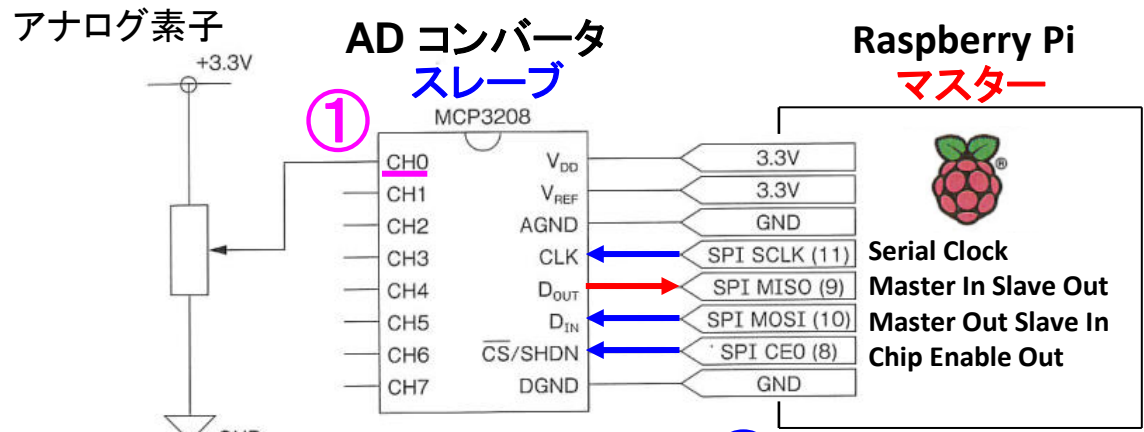 アナログ素子
+3.3V
AD コンバータ
スレーブ
Raspberry Pi
マスター
①
MCP3208
CH0
CH1
CH2
CH3
CH4
CH5
CH6
CH7
VDD
VREF
AGND
CLK
DOUT
DIN
CS/SHDN
DGND
3.3V
3.3V
GND
SPI SCLK (11)
SPI MISO (9)
SPI MOSI (10)
SPI CE0 (8)
GND
®
Serial Clock
Master In Slave Out
Master Out Slave In
Chip Enable Out